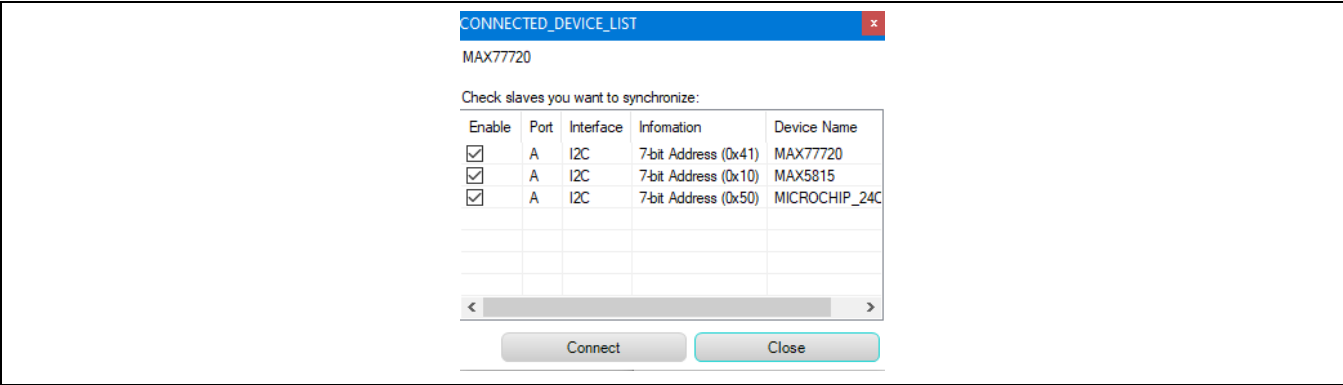 CONNECTED_DEVICE_LIST x
MAX77720
Check slaves you want to synchronize:
Enable Port Interface Infomation Device Name
A I2C 7-bit Address (0x41) MAX77720
A I2C 7-bit Address (0x10) MAX5815
A I2C 7-bit Address (0x50) MICROCHIP_24C
Connect Close